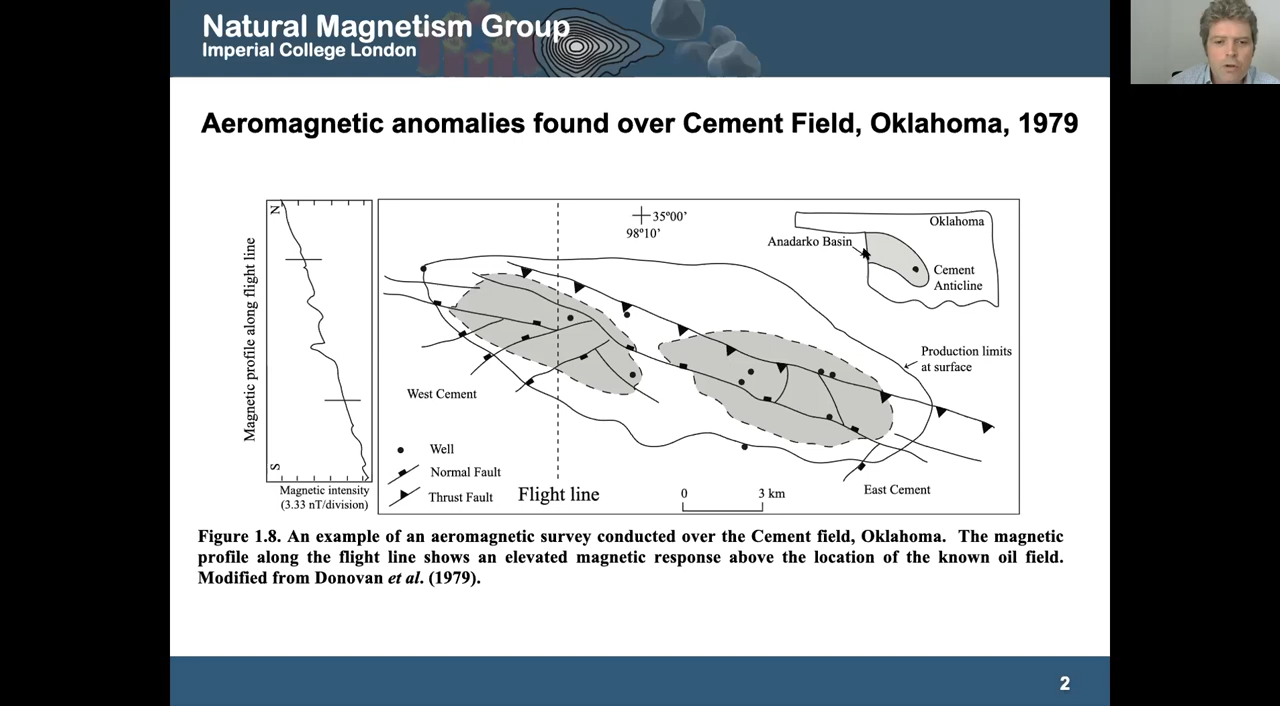 Natural Magnetism Group
Imperial College London
Aeromagnetic anomalies found over Cement Field, Oklahoma, 1979
N
Magnetic profile along flight line
S
Magnetic intensity
(3.33 nT/division)
35º00'
98º10'
Oklahoma
Anadarko Basin
Cement
Anticline
Production limits
at surface
West Cement
Well
Normal Fault
Thrust Fault
Flight line
0 3 km
East Cement
Figure 1.8. An example of an aeromagnetic survey conducted over the Cement field, Oklahoma. The magnetic
profile along the flight line shows an elevated magnetic response above the location of the known oil field.
Modified from Donovan et al. (1979).
2